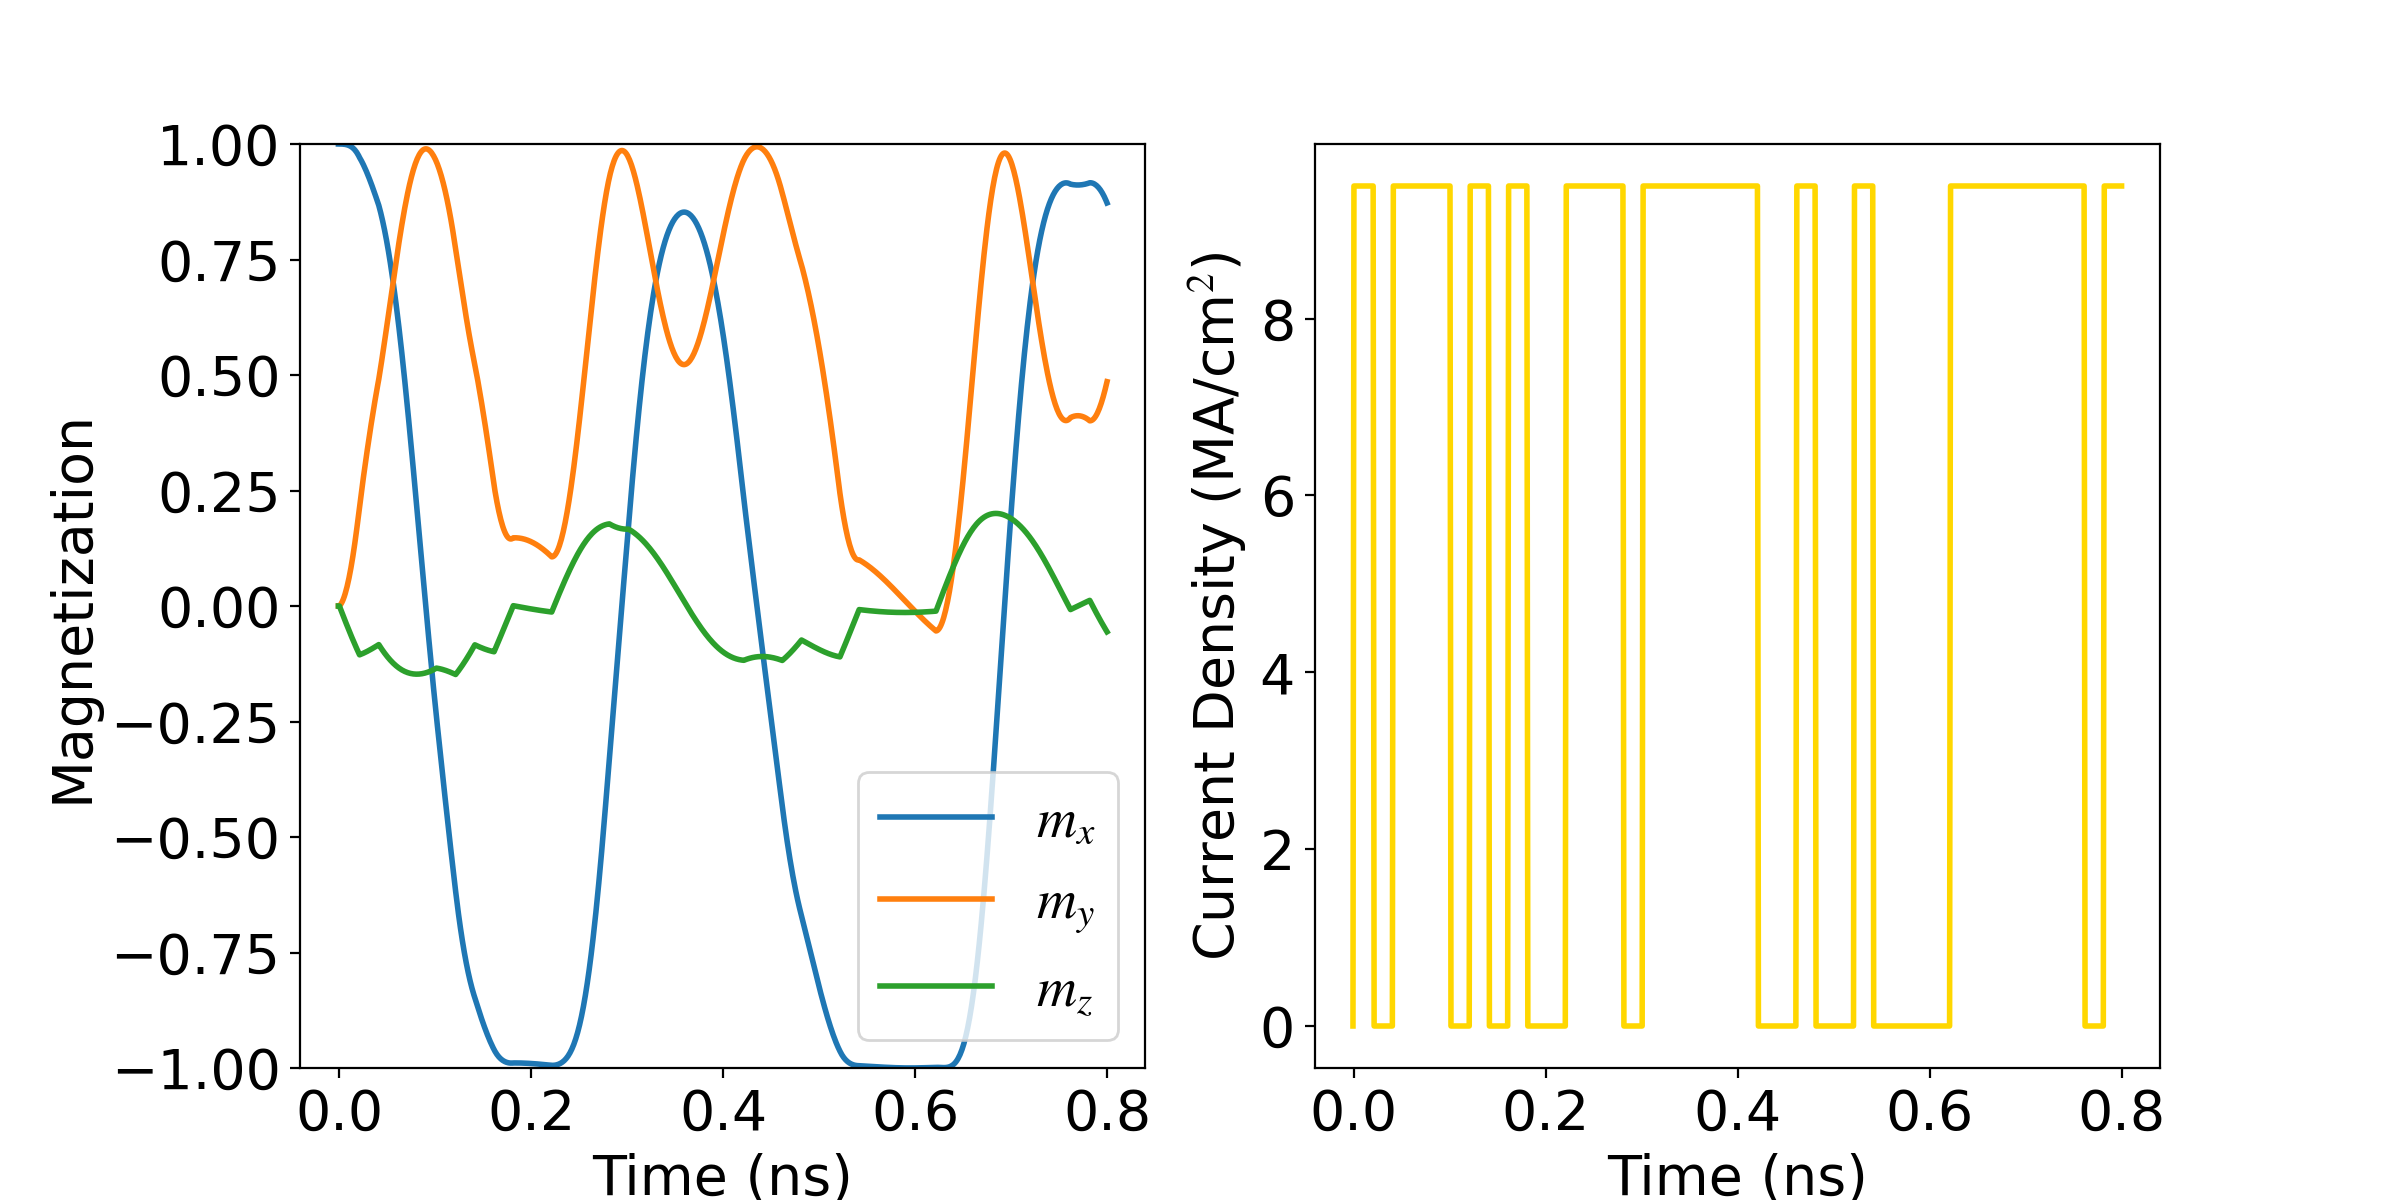 1.00
0.75
0.50
0.25
0.00
−0.25
−0.50
−0.75
−1.00
Magnetization
0.0 0.2 0.4 0.6 0.8
Time (ns)
m_x
m_y
m_z
8
6
4
2
0
Current Density (MA/cm²)
0.0 0.2 0.4 0.6 0.8
Time (ns)